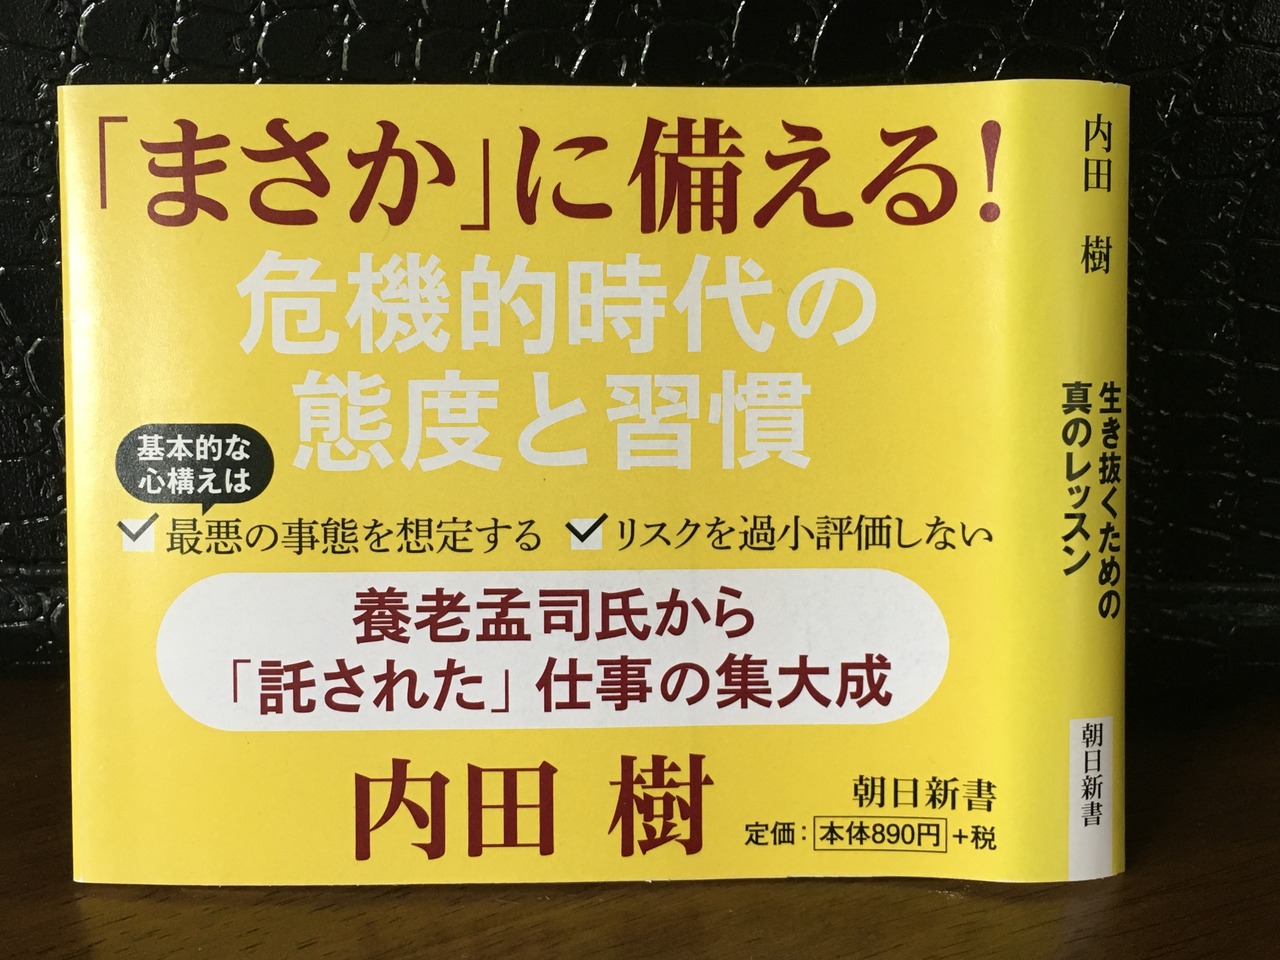 「まさか」に備える!
危機的時代の
態度と習慣
基本的な
心構えは
最悪の事態を想定する
リスクを過小評価しない
養老孟司氏から
「託された」仕事の集大成
内田 樹
朝日新書
定価:本体890円+税
内田 樹
生き抜くための
真のレッスン
朝日新書